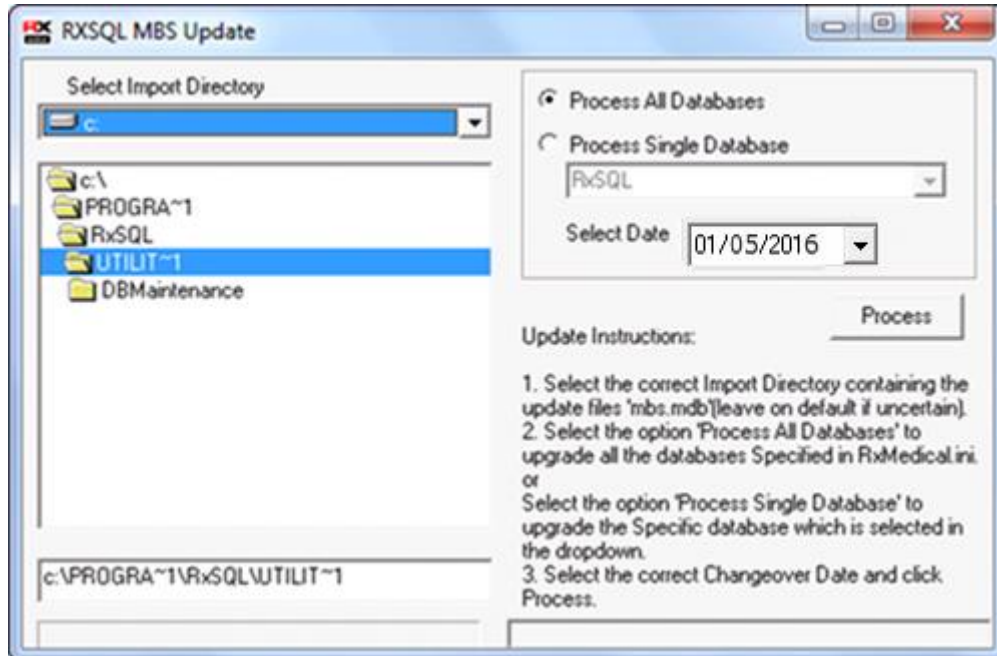 RXSQL MBS Update
Select Import Directory
c:
c:\
PROGRA~1
RxSQL
UTILIT~1
DBMaintenance
c:\PROGRA~1\RxSQL\UTILIT~1
Process All Databases
Process Single Database
RxSQL
Select Date
01/05/2016
Process
Update Instructions:
1. Select the correct Import Directory containing the
update files 'mbs.mdb'(leave on default if uncertain).
2. Select the option 'Process All Databases' to
upgrade all the databases Specified in RxMedical.ini.
or
Select the option 'Process Single Database' to
upgrade the Specific database which is selected in
the dropdown.
3. Select the correct Changeover Date and click
Process.